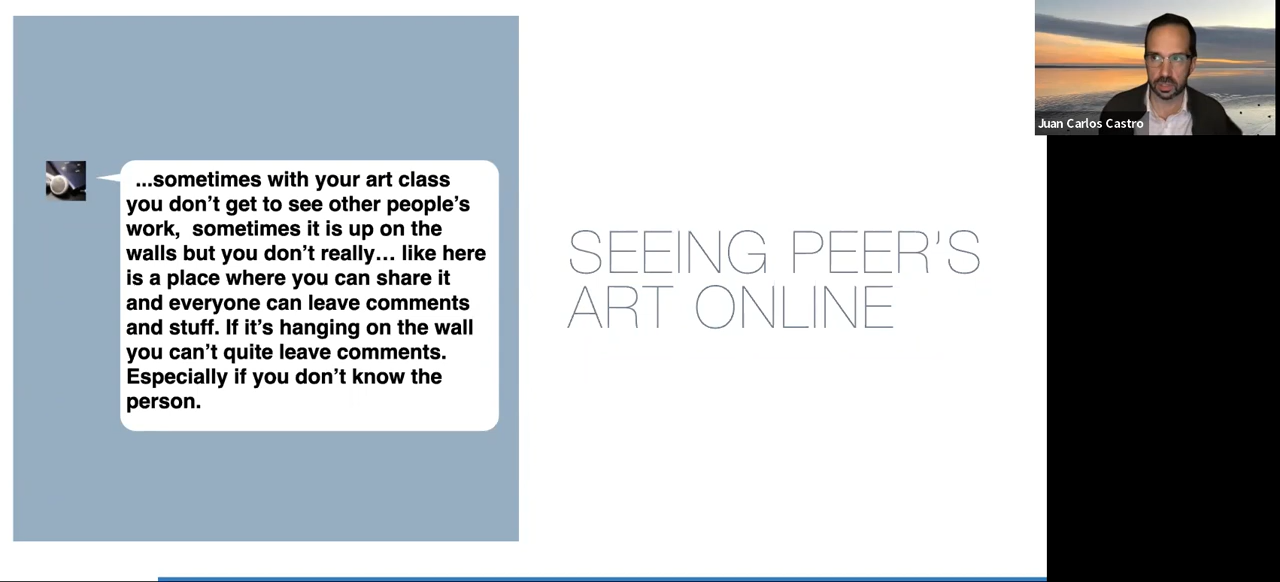 ...sometimes with your art class
you don’t get to see other people’s
work,  sometimes it is up on the
walls but you don’t really… like here
is a place where you can share it
and everyone can leave comments
and stuff. If it’s hanging on the wall
you can’t quite leave comments.
Especially if you don’t know the
person.
SEEING PEER’S
ART ONLINE
Juan Carlos Castro